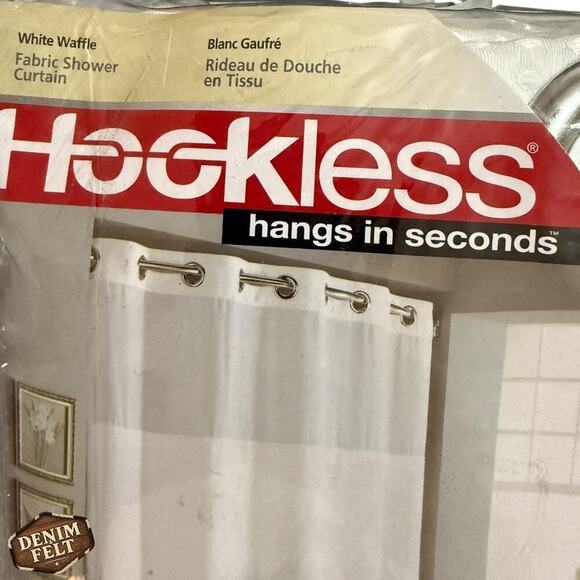 White Waffle
Fabric Shower
Curtain
Blanc Gaufré
Rideau de Douche
en Tissu
Hookless®
hangs in seconds™
DENIM
FELT